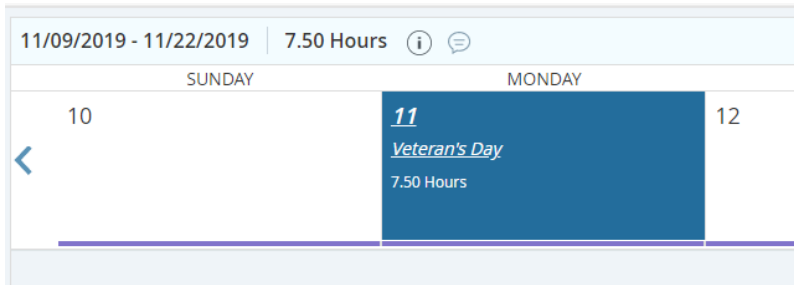 11/09/2019 - 11/22/2019 7.50 Hours
SUNDAY MONDAY
10 11 12
Veteran's Day
7.50 Hours